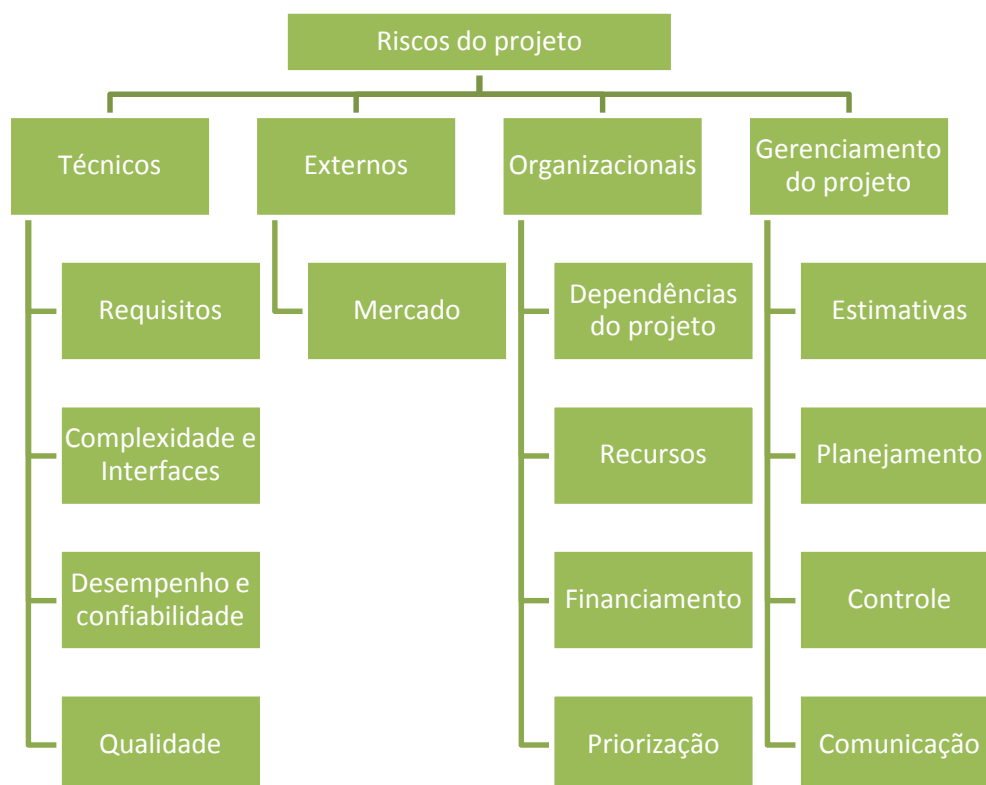 Riscos do projeto
Técnicos
Externos
Organizacionais
Gerenciamento
do projeto
Requisitos
Mercado
Dependências
do projeto
Estimativas
Complexidade e
Interfaces
Recursos
Planejamento
Desempenho e
confiabilidade
Financiamento
Controle
Qualidade
Priorização
Comunicação